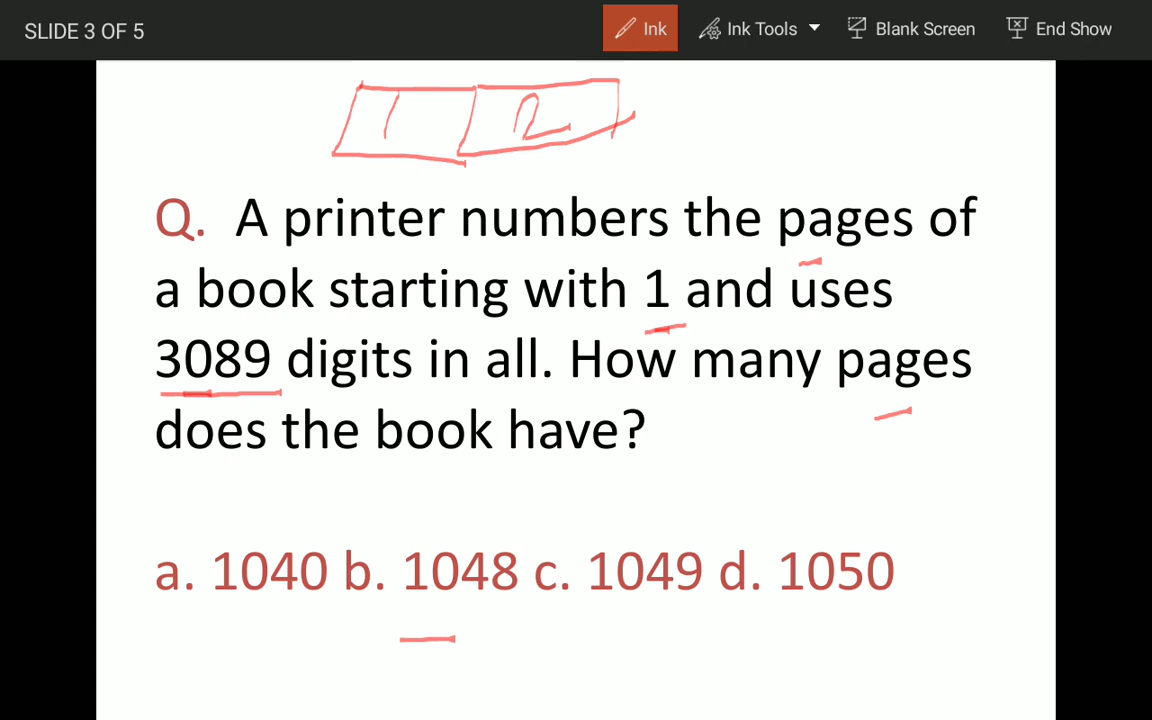 SLIDE 3 OF 5
Ink
Ink Tools
Blank Screen
End Show
1 2
Q. A printer numbers the pages of
a book starting with 1 and uses
3089 digits in all. How many pages
does the book have?
a. 1040 b. 1048 c. 1049 d. 1050